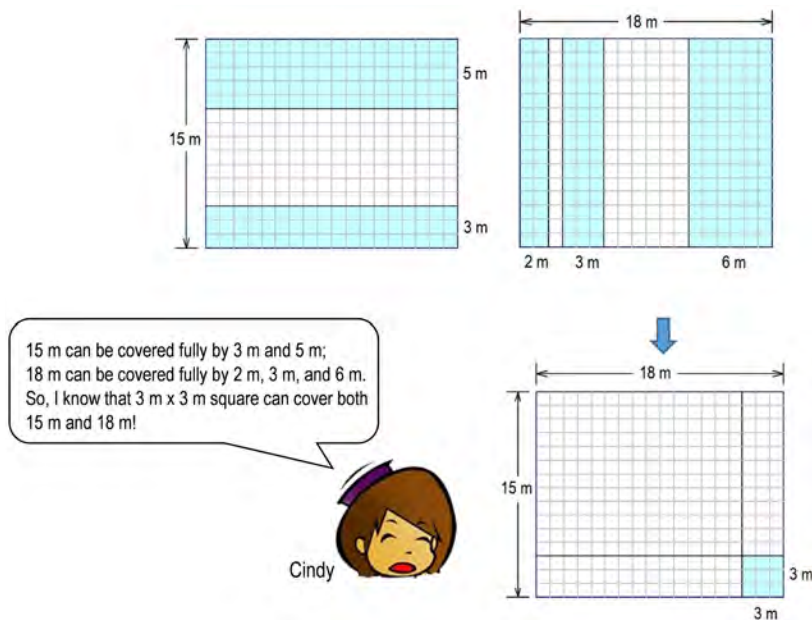 18 m
5 m
15 m
3 m
2 m
3 m
6 m
15 m can be covered fully by 3 m and 5 m;
18 m can be covered fully by 2 m, 3 m, and 6 m.
So, I know that 3 m x 3 m square can cover both
15 m and 18 m!
18 m
15 m
Cindy
3 m
3 m